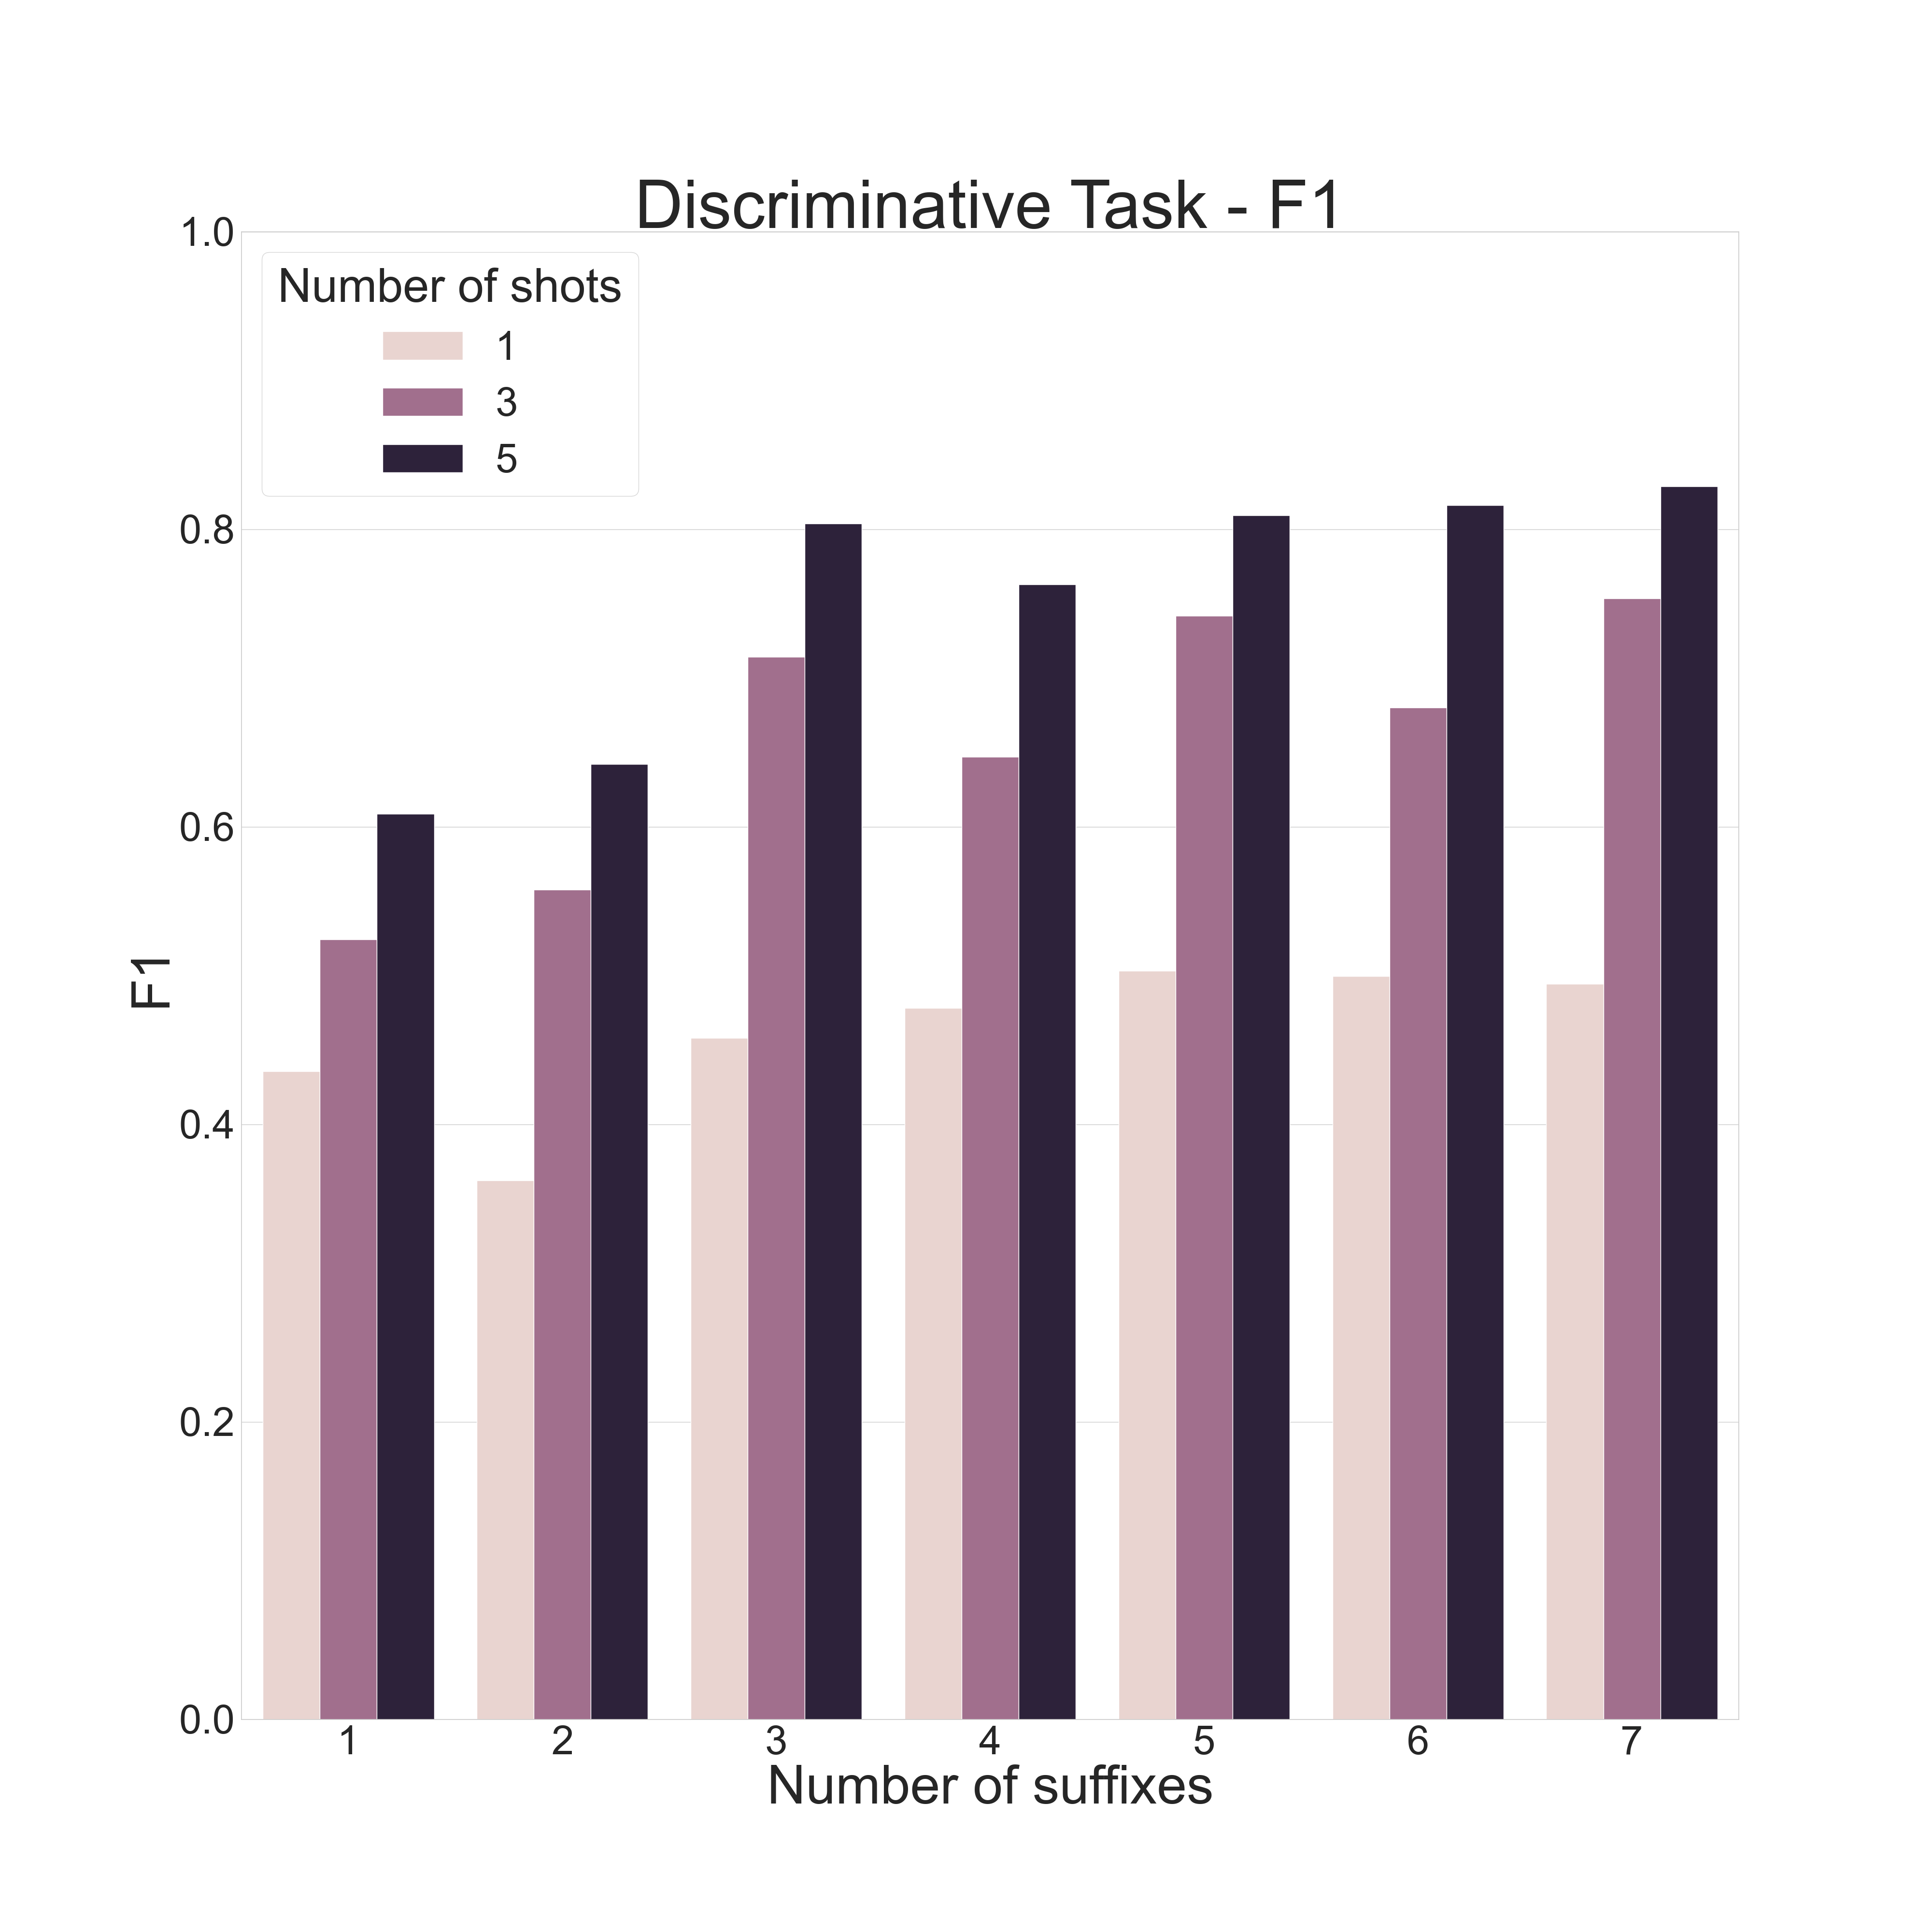 Discriminative Task - F1
1.0
Number of shots
1
3
5
0.8
0.6
F1
0.4
0.2
0.0
1 2 3 4 5 6 7
Number of suffixes